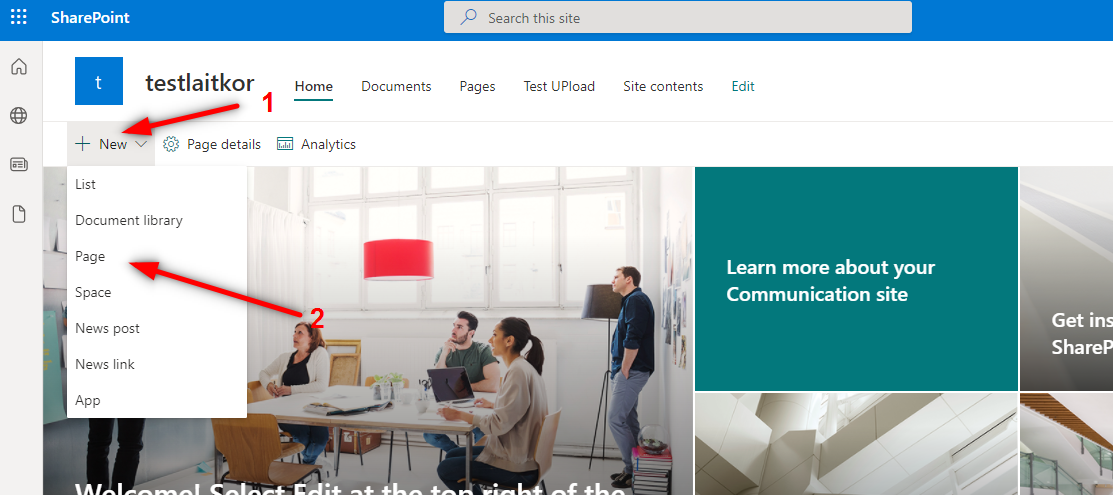 SharePoint
Search this site
t
testlaitkor
Home Documents Pages Test UPload Site contents Edit
1
New Page details Analytics
List
Document library
Page
Space
2
News post
News link
App
Learn more about your
Communication site
Get ins
ShareP
Welcome! Select Edit at the top right of the